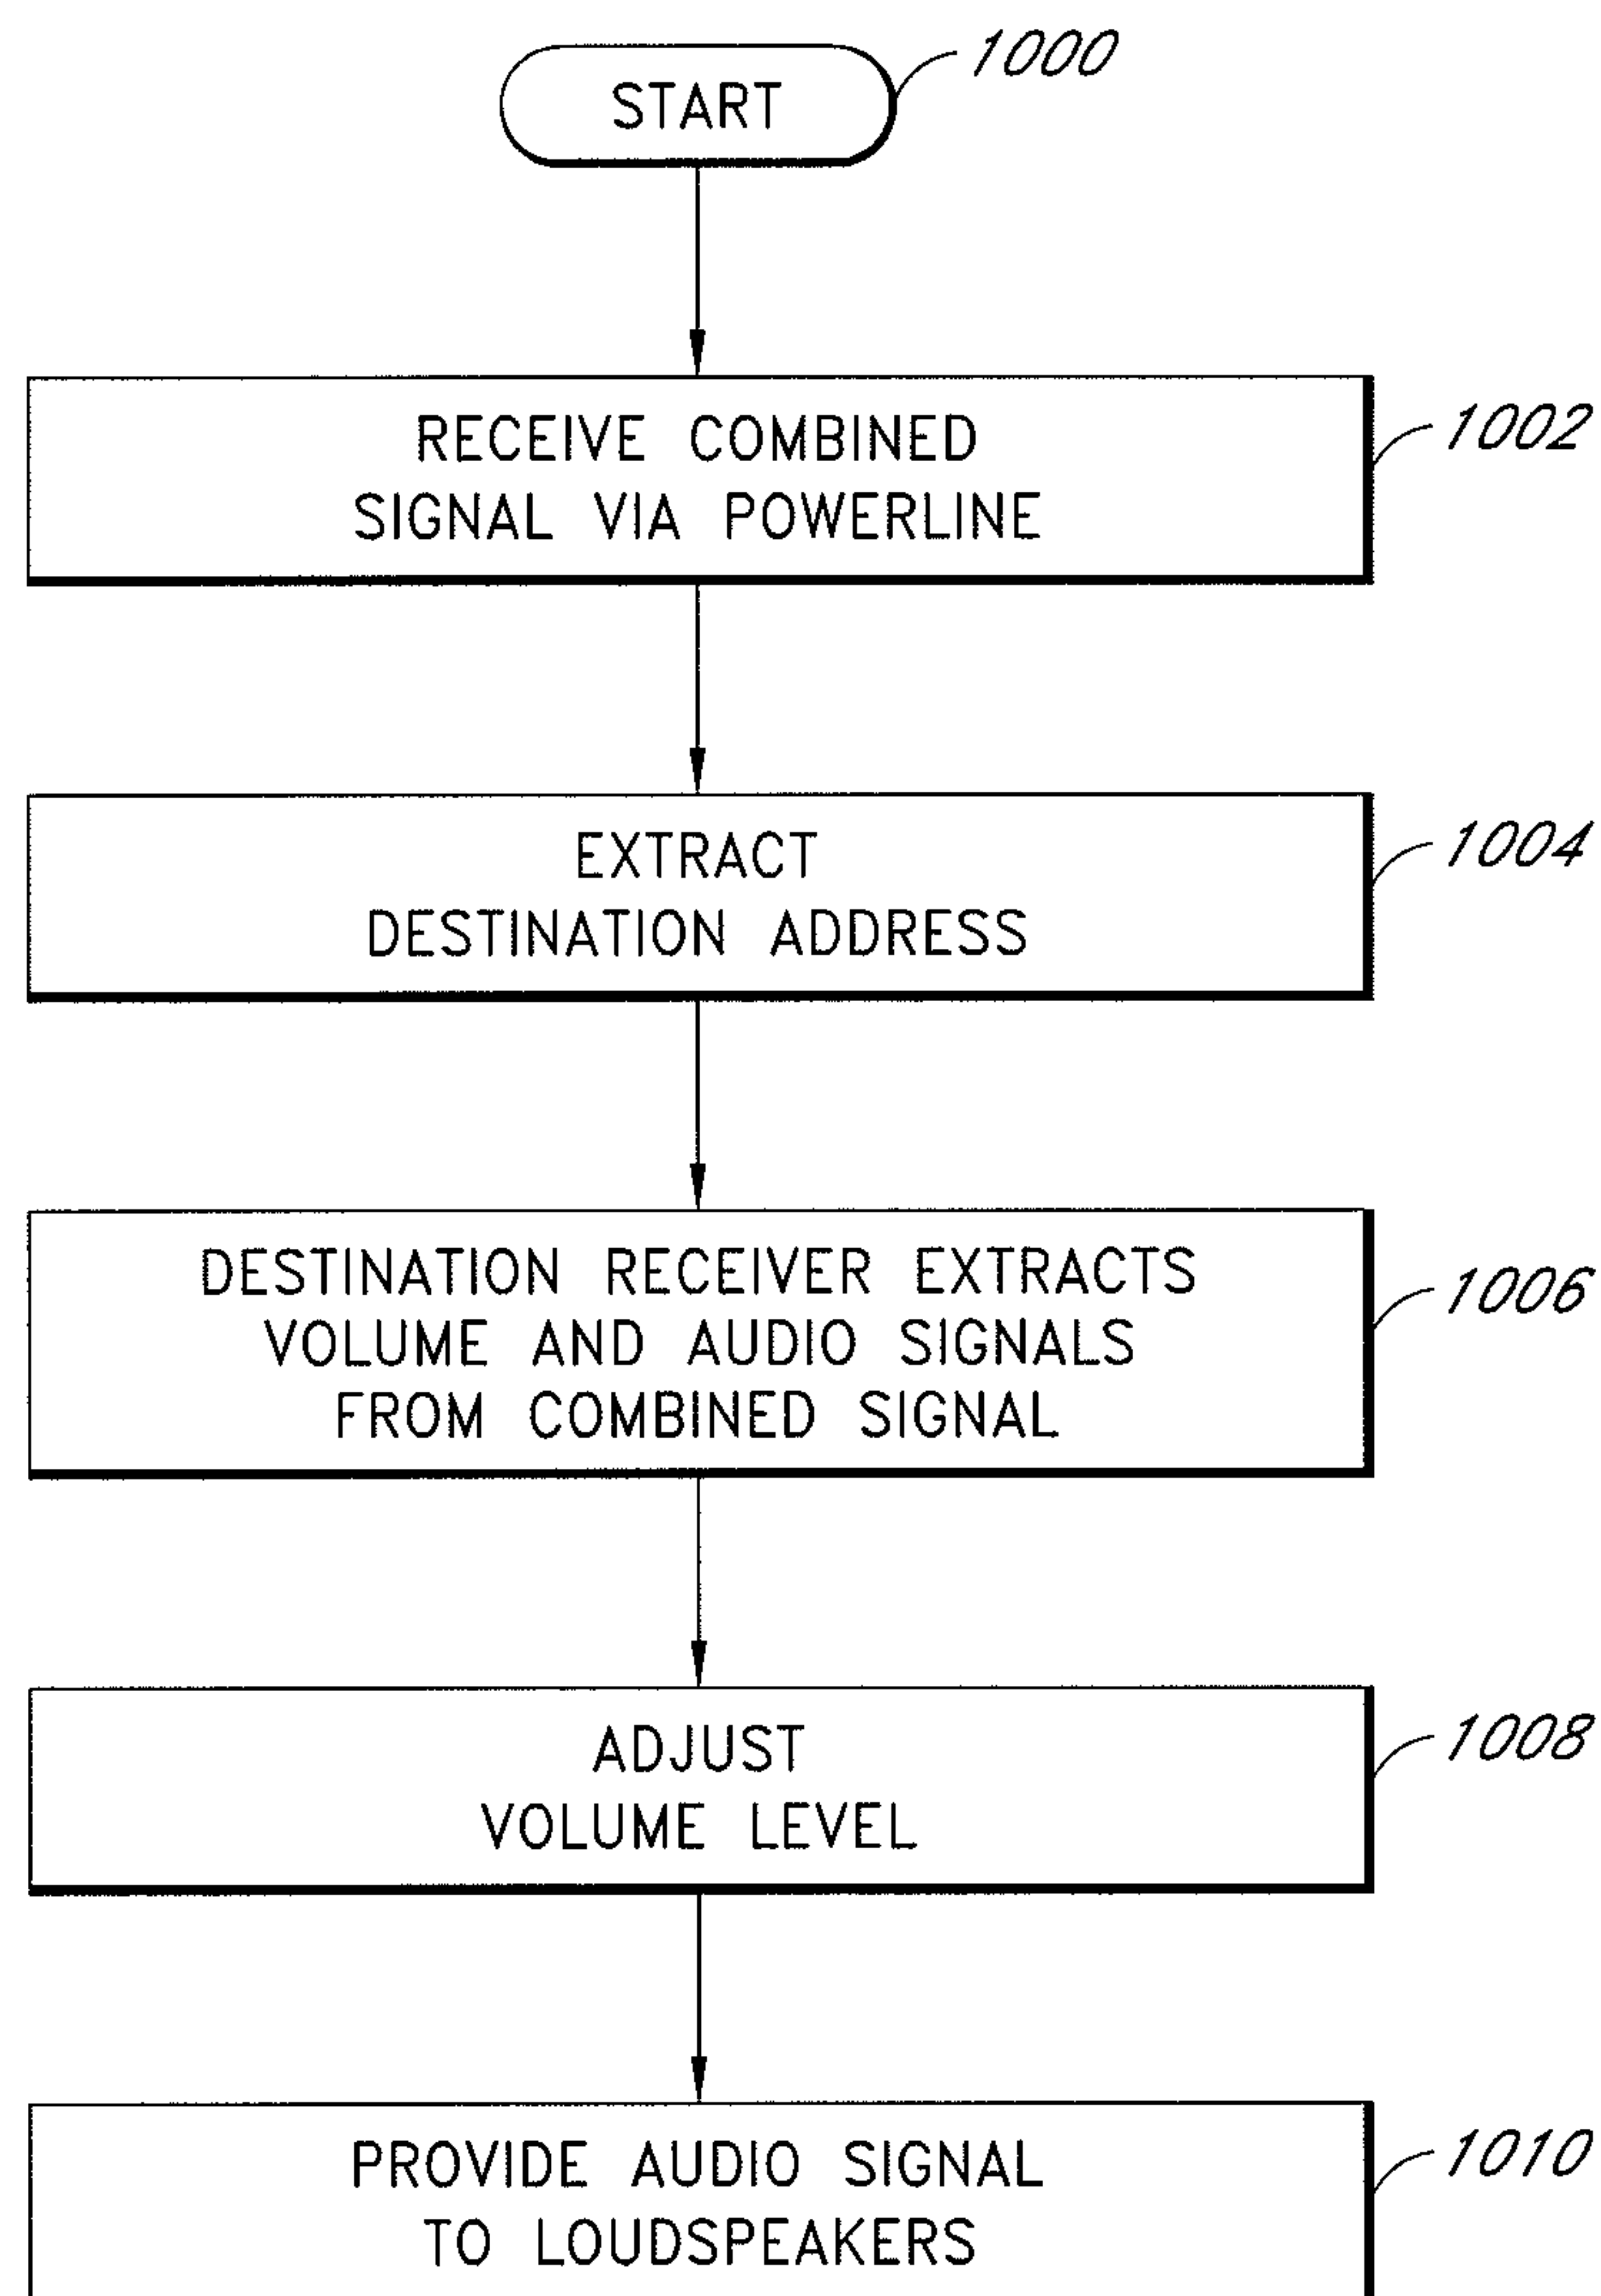 START
1000
RECEIVE COMBINED
SIGNAL VIA POWERLINE
1002
EXTRACT
DESTINATION ADDRESS
1004
DESTINATION RECEIVER EXTRACTS
VOLUME AND AUDIO SIGNALS
FROM COMBINED SIGNAL
1006
ADJUST
VOLUME LEVEL
1008
PROVIDE AUDIO SIGNAL
TO LOUDSPEAKERS
1010